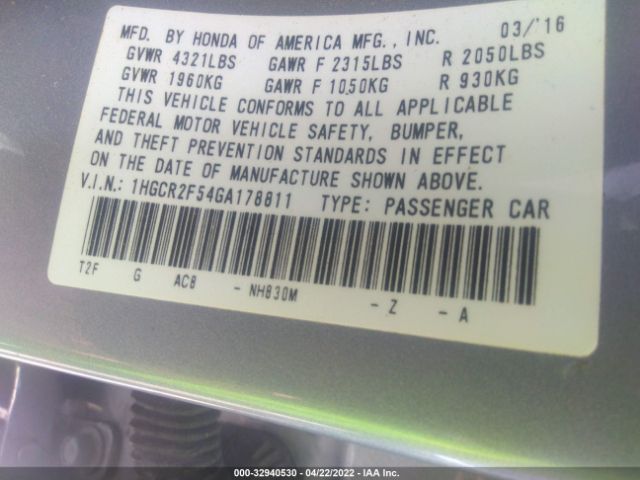 MFD. BY HONDA OF AMERICA MFG., INC. 03/'16
GVWR 4321LBS GAWR F 2315LBS R 2050LBS
GVWR 1960KG GAWR F 1050KG R 930KG
THIS VEHICLE CONFORMS TO ALL APPLICABLE
FEDERAL MOTOR VEHICLE SAFETY, BUMPER,
AND THEFT PREVENTION STANDARDS IN EFFECT
ON THE DATE OF MANUFACTURE SHOWN ABOVE.
V.I.N.: 1HGCR2F54GA178811 TYPE: PASSENGER CAR
T2F G AC8 - NH830M - Z - A
000-32940530 - 04/22/2022 - IAA Inc.